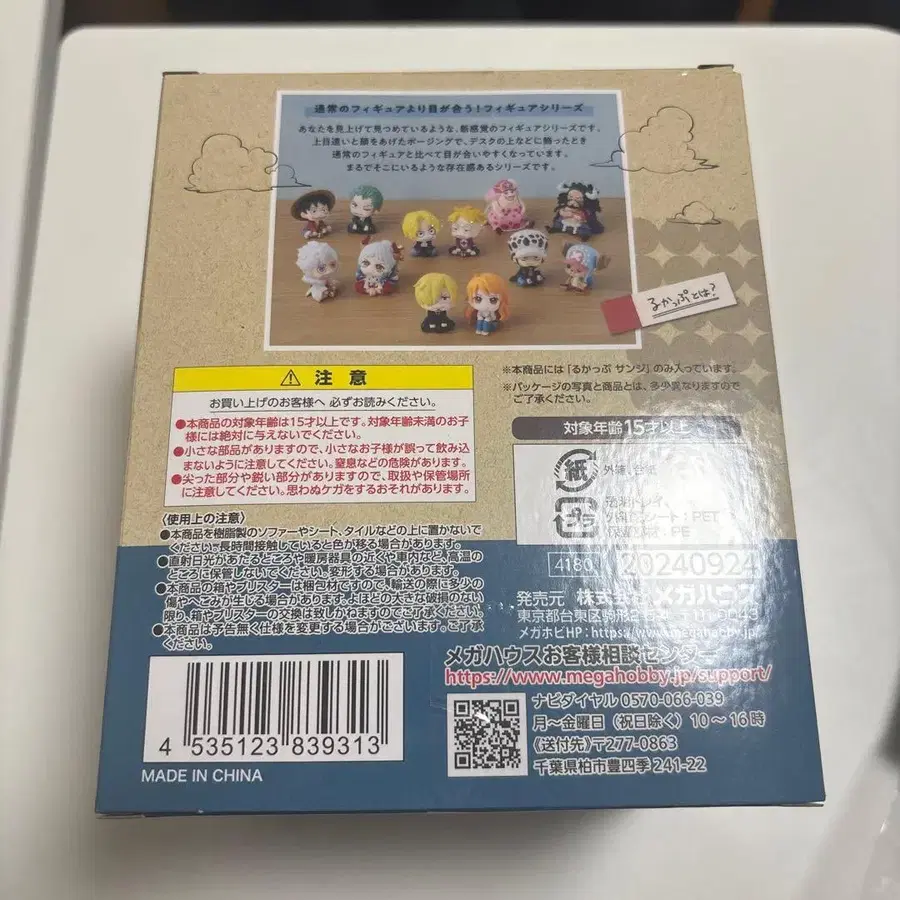 通常のフィギュアより目が合う!フィギュアシリーズ
あなたを見上げて見つめているような、新感覚のフィギュアシリーズです。
上目遣いと顔をあげたポージングで、デスクの上などに飾ったとき
通常のフィギュアと比べて目が合いやすくなっています。
まるでそこにいるような存在感あるシリーズです。
るかっぷとは?
⚠ 注意
お買い上げのお客様へ 必ずお読みください。
●本商品の対象年齢は15才以上です。対象年齢未満のお子
様には絶対に与えないでください。
●小さな部品がありますので、小さなお子様が誤って飲み込
まないように注意してください。窒息などの危険があります。
●尖った部分や鋭い部分がありますので、取扱や保管場所
に注意してください。思わぬケガをするおそれがあります。
〈使用上の注意〉
●本商品を樹脂製のソファーやシート、タイルなどの上に置かないで
ください。長時間接触していると色が移る場合があります。
●直射日光があたるところや暖房器具の近くや車内など、高温の
ところに保管しないでください。変形する場合があります。
●本商品の箱やブリスターは梱包材ですので、輸送の際に多少の
傷やへこみが生じる場合があります。よほどの大きな破損のない
限り、箱やブリスターの交換は致しかねますのでご了承ください。
●本商品は予告無く仕様を変更する場合がございます。ご了承
ください。
※本商品には「るかっぷ サンジ」のみ入っています。
※パッケージの写真と商品とは、多少異なりますので
ご了承ください。
対象年齢15才以上
紙
外箱、台紙
プラ
PET
PE
4180
20240924
発売元 株式会社メガハウス
東京都台東区駒形2 〒111-0043
メガホビHP:https://www.megahobby.jp/
メガハウスお客様相談センター
https://www.megahobby.jp/support/
ナビダイヤル 0570-066-039
月～金曜日(祝日除く)10～16時
《送付先》〒277-0863
千葉県柏市豊四季241-22
4 535123 839313
MADE IN CHINA